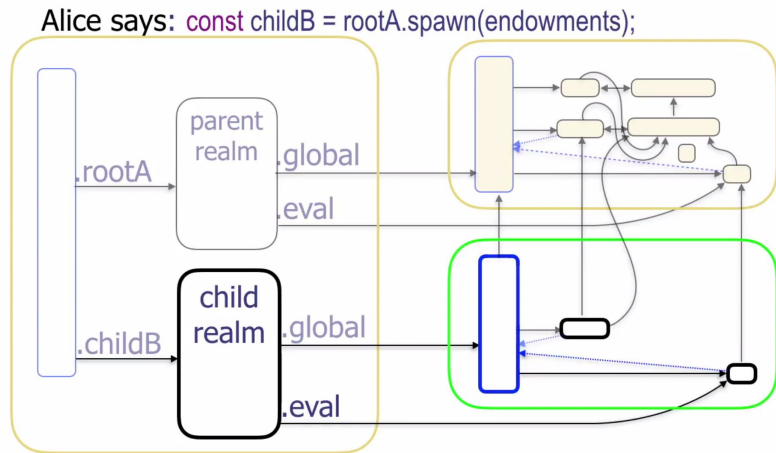 Alice says: const childB = rootA.spawn(endowments);
parent
realm
.global
.rootA
.eval
child
realm
.global
.childB
.eval